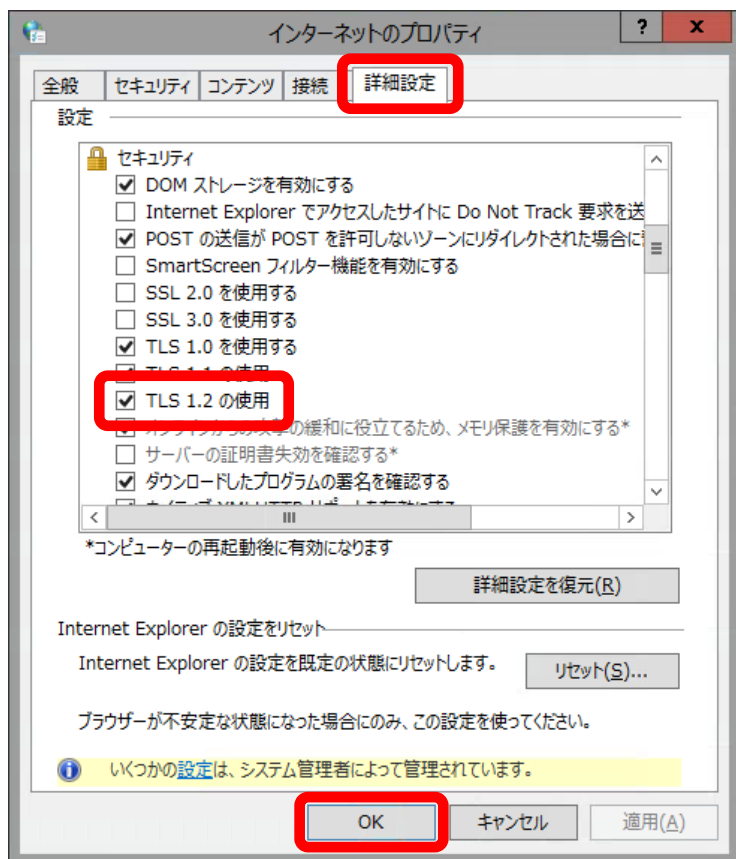 インターネットのプロパティ
? x
全般 セキュリティ コンテンツ 接続 詳細設定
設定
セキュリティ
DOM ストレージを有効にする
Internet Explorer でアクセスしたサイトに Do Not Track 要求を送
POST の送信が POST を許可しないゾーンにリダイレクトされた場合に
SmartScreen フィルター機能を有効にする
SSL 2.0 を使用する
SSL 3.0 を使用する
TLS 1.0 を使用する
TLS 1.1 の使用
TLS 1.2 の使用
の緩和に役立てるため、メモリ保護を有効にする*
サーバーの証明書失効を確認する*
ダウンロードしたプログラムの署名を確認する
*コンピューターの再起動後に有効になります
詳細設定を復元(R)
Internet Explorer の設定をリセット
Internet Explorer の設定を既定の状態にリセットします。
リセット(S)...
ブラウザーが不安定な状態になった場合にのみ、この設定を使ってください。
いくつかの設定は、システム管理者によって管理されています。
OK キャンセル 適用(A)